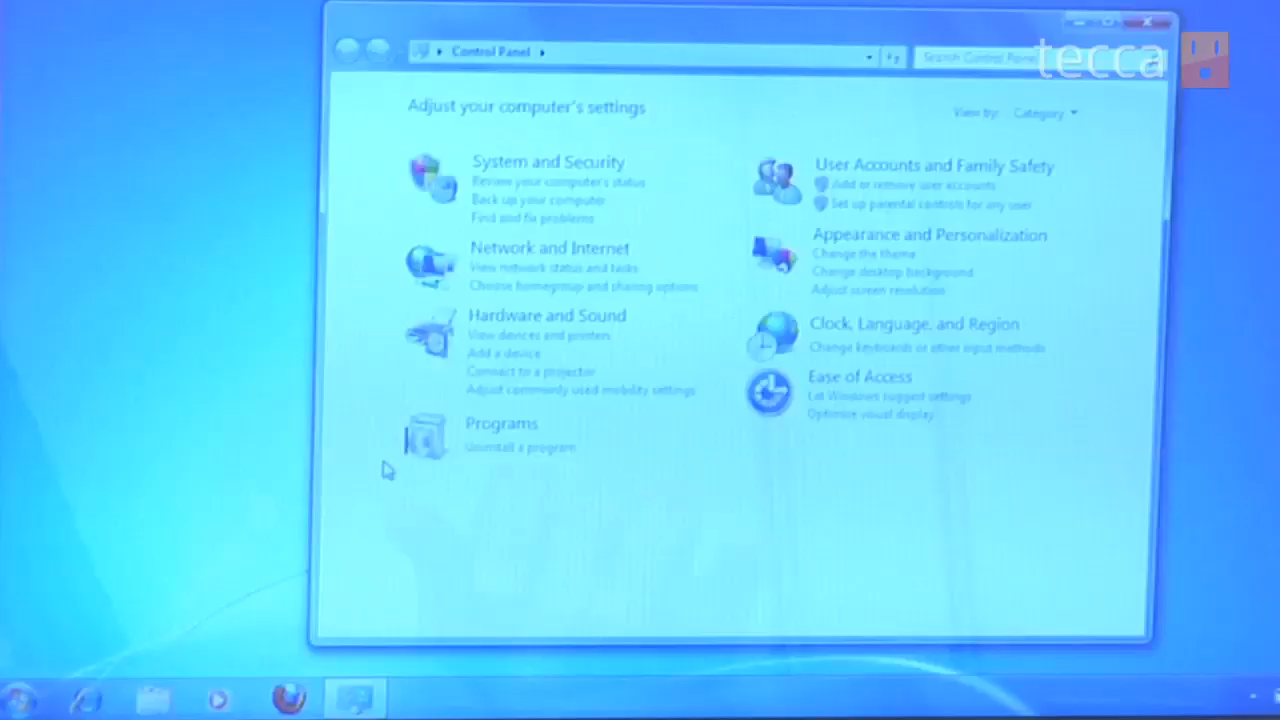 Control Panel
Search Control Panel
tecca
Adjust your computer's settings
View by: Category
System and Security
Review your computer's status
Back up your computer
Find and fix problems
Network and Internet
View network status and tasks
Choose homegroup and sharing options
Hardware and Sound
View devices and printers
Add a device
Connect to a projector
Adjust commonly used mobility settings
Programs
Uninstall a program
User Accounts and Family Safety
Add or remove user accounts
Set up parental controls for any user
Appearance and Personalization
Change the theme
Change desktop background
Adjust screen resolution
Clock, Language, and Region
Change keyboards or other input methods
Ease of Access
Let Windows suggest settings
Optimize visual display